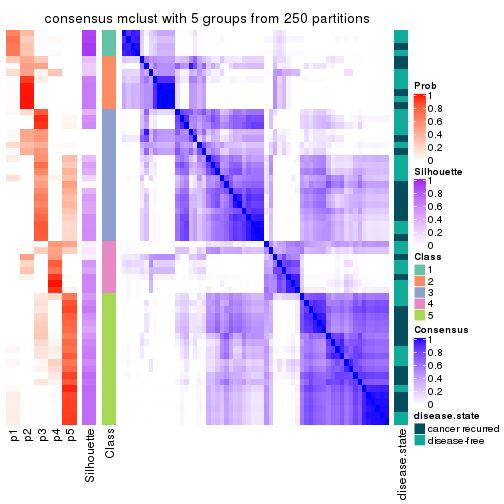 consensus mclust with 5 groups from 250 partitions
Prob
1
0.8
0.6
0.4
0.2
0
Silhouette
1
0.8
0.6
0.4
0.2
0
Class
1
2
3
4
5
Consensus
1
0.8
0.6
0.4
0.2
0
disease.state
cancer recurred
disease-free
p1
p2
p3
p4
p5
Silhouette
Class
disease.state